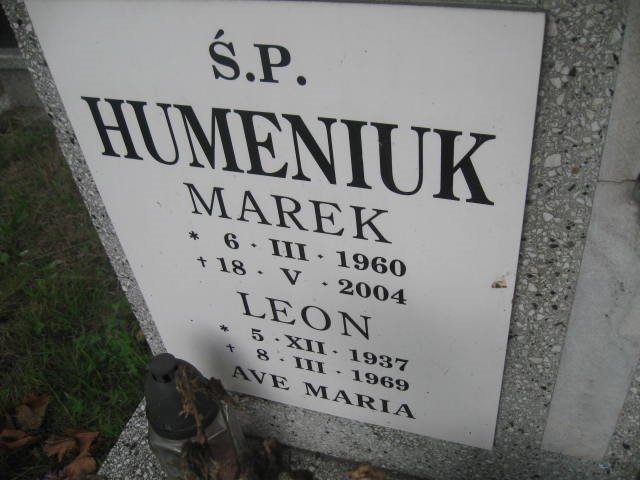 Ś.P.
HUMENIUK
MAREK
* 6 · III · 1960
† 18 · V · 2004
LEON
* 5 · XII · 1937
† 8 · III · 1969
AVE MARIA